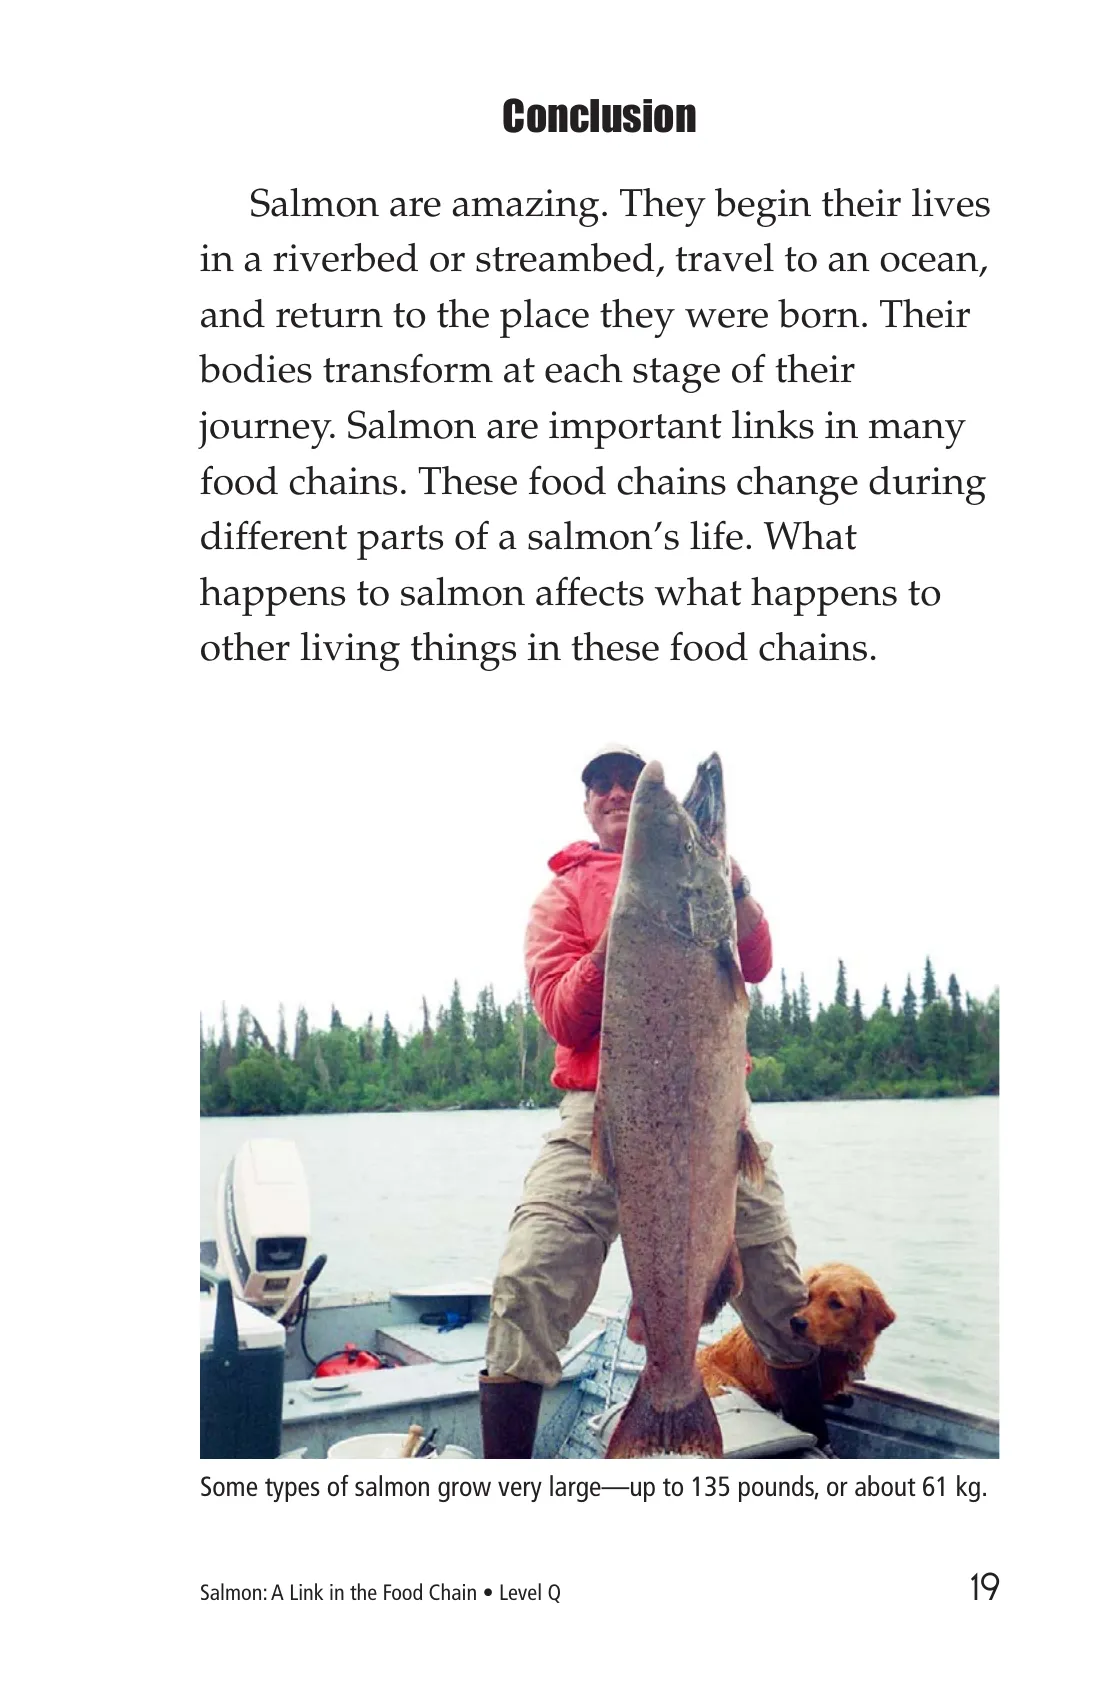 Conclusion
Salmon are amazing. They begin their lives
in a riverbed or streambed, travel to an ocean,
and return to the place they were born. Their
bodies transform at each stage of their
journey. Salmon are important links in many
food chains. These food chains change during
different parts of a salmon’s life. What
happens to salmon affects what happens to
other living things in these food chains.
Some types of salmon grow very large—up to 135 pounds, or about 61 kg.
Salmon: A Link in the Food Chain • Level Q
19